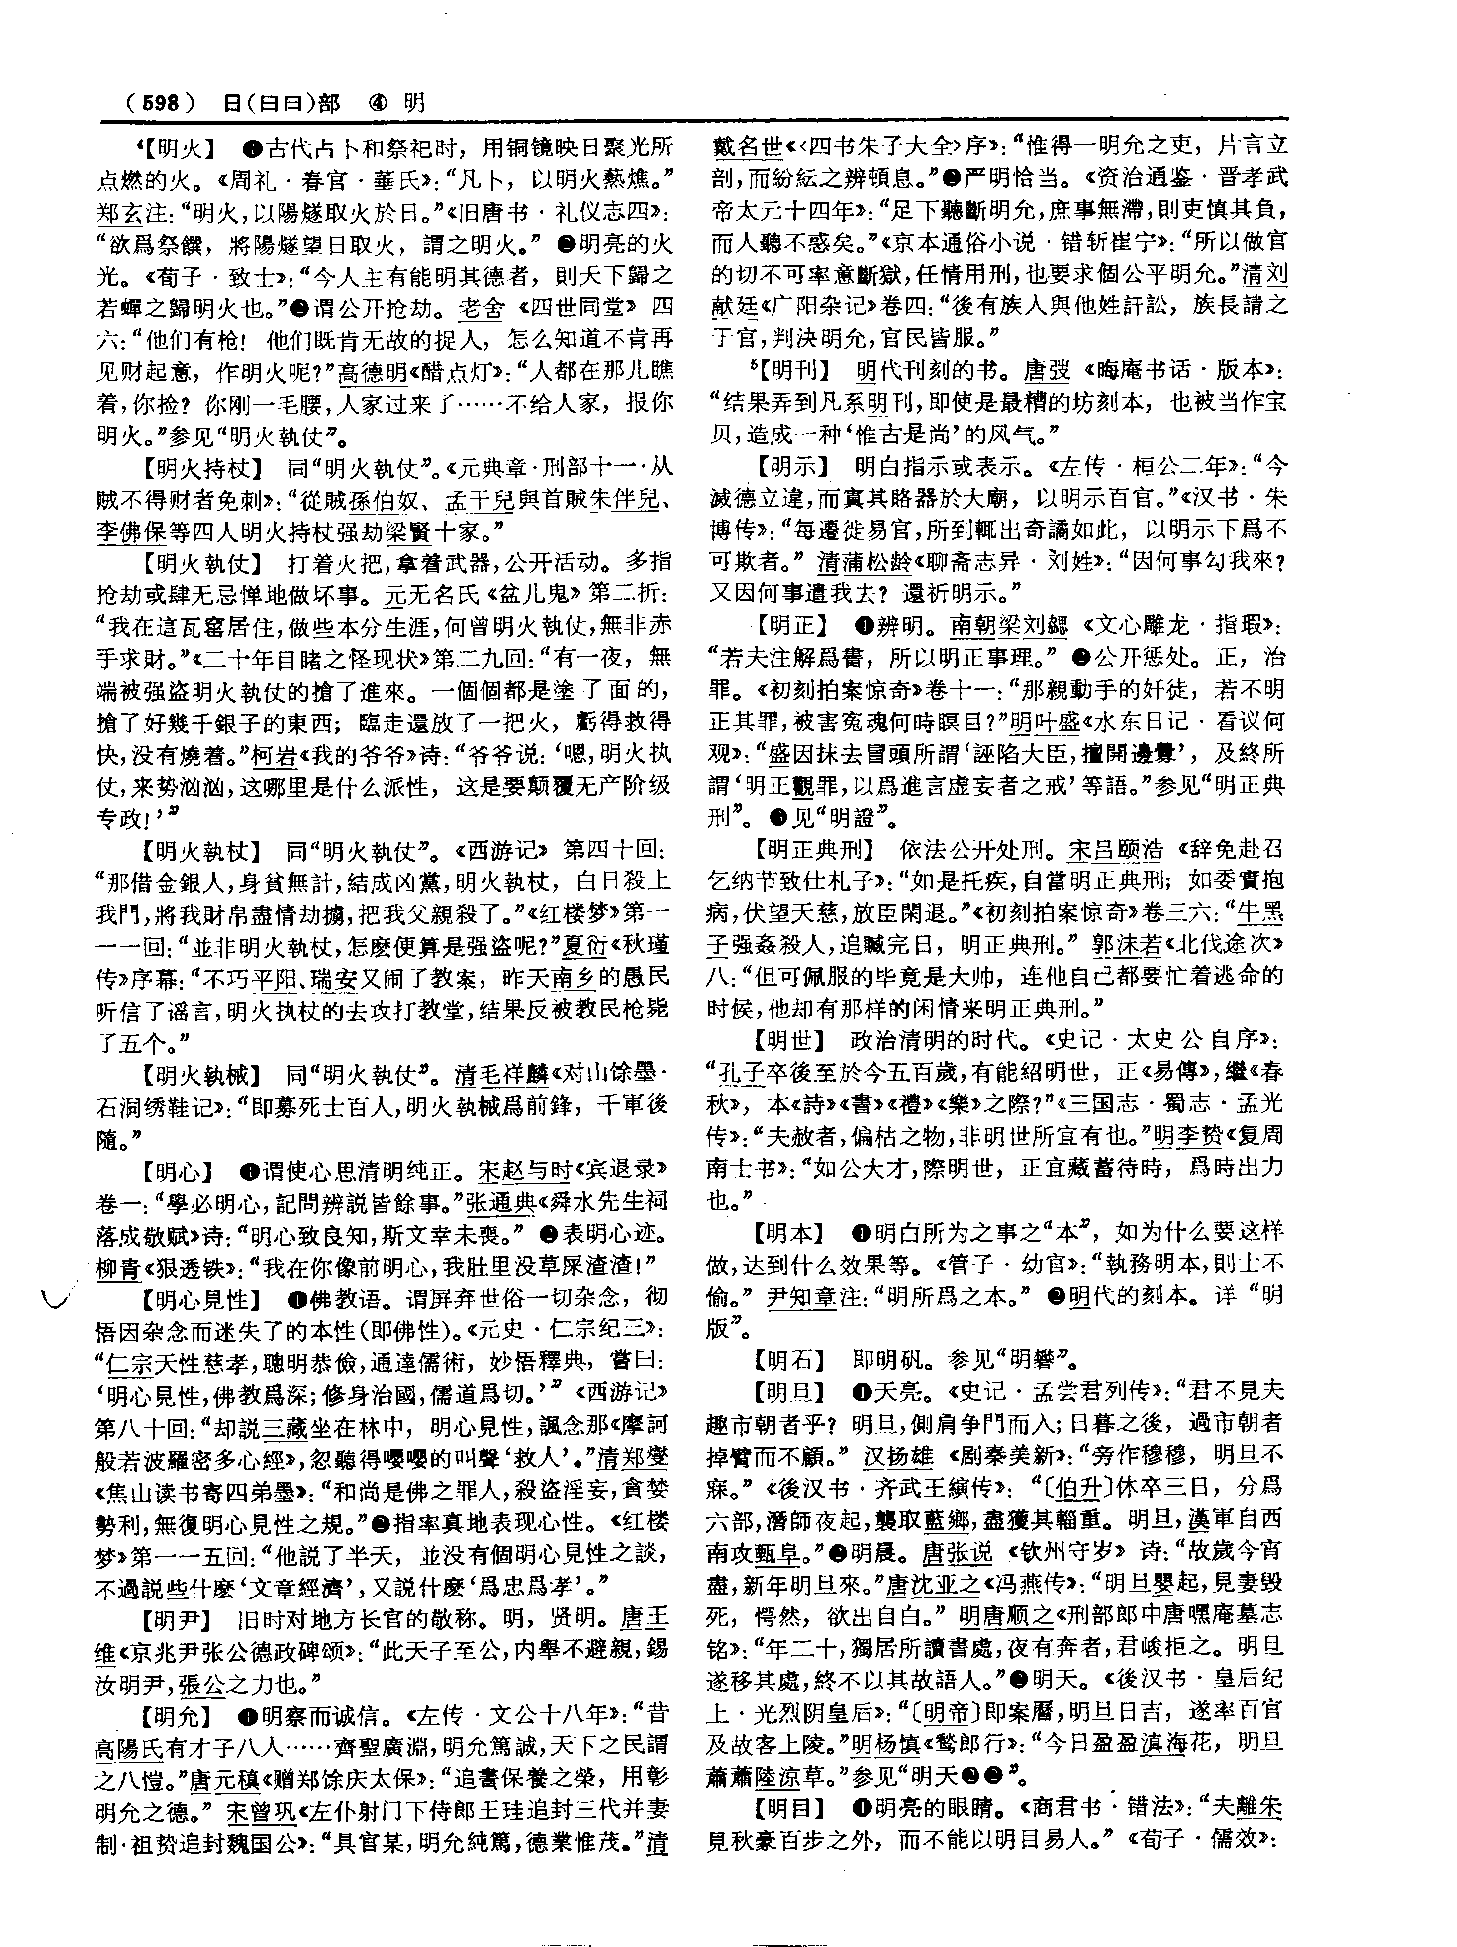 (598) 日(曰⺜)部 ④ 明
⁴【明火】 ❶古代占卜和祭祀时，用铜镜映日聚光所
点燃的火。《周礼·春官·菙氏》：“凡卜，以明火爇燋。”
郑玄注：“明火，以陽燧取火於日。”《旧唐书·礼仪志四》：
“欲爲祭饌，將陽燧望日取火，謂之明火。” ❷明亮的火
光。《荀子·致士》：“今人主有能明其德者，則天下歸之
若蟬之歸明火也。”❸谓公开抢劫。老舍《四世同堂》四
六：“他们有枪！他们既肯无故的捉人，怎么知道不肯再
见财起意，作明火呢？”高德明《醋点灯》：“人都在那儿瞧
着，你捡？你刚一毛腰，人家过来了……不给人家，报你
明火。”参见“明火執仗”。
【明火持杖】 同“明火執仗”。《元典章·刑部十一·从
贼不得财者免刺》：“從賊孫伯奴、孟干兒與首賊朱伴兒、
李佛保等四人明火持杖强劫梁賢十家。”
【明火執仗】 打着火把，拿着武器，公开活动。多指
抢劫或肆无忌惮地做坏事。元无名氏《盆儿鬼》第二折：
“我在這瓦窰居住，做些本分生涯，何曾明火執仗，無非赤
手求財。”《二十年目睹之怪现状》第二九回：“有一夜，無
端被强盗明火執仗的搶了進來。一個個都是塗了面的，
搶了好幾千銀子的東西；臨走還放了一把火，虧得救得
快，没有燒着。”柯岩《我的爷爷》诗：“爷爷说：‘嗯，明火执
仗，来势汹汹，这哪里是什么派性，这是要颠覆无产阶级
专政！’”
【明火執杖】 同“明火執仗”。《西游记》第四十回：
“那借金銀人，身貧無計，結成凶黨，明火執杖，白日殺上
我門，將我財帛盡情劫擄，把我父親殺了。”《红楼梦》第一
一一回：“並非明火執杖，怎麽便算是强盗呢？”夏衍《秋瑾
传》序幕：“不巧平阳、瑞安又闹了教案，昨天南乡的愚民
听信了谣言，明火执杖的去攻打教堂，结果反被教民枪毙
了五个。”
【明火執械】 同“明火執仗”。清毛祥麟《对山馀墨·
石洞绣鞋记》：“即募死士百人，明火執械爲前鋒，千軍後
隨。”
【明心】 ❶谓使心思清明纯正。宋赵与时《宾退录》
卷一：“學必明心，記問辨説皆餘事。”张通典《舜水先生祠
落成敬赋》诗：“明心致良知，斯文幸未喪。” ❷表明心迹。
柳青《狠透铁》：“我在你像前明心，我肚里没草屎渣渣！”
【明心見性】 ❶佛教语。谓屏弃世俗一切杂念，彻
悟因杂念而迷失了的本性（即佛性）。《元史·仁宗纪三》：
“仁宗天性慈孝，聰明恭儉，通達儒術，妙悟釋典，嘗曰：
‘明心見性，佛教爲深；修身治國，儒道爲切。’”《西游记》
第八十回：“却説三藏坐在林中，明心見性，諷念那《摩訶
般若波羅密多心經》，忽聽得嚶嚶的叫聲‘救人’。”清郑燮
《焦山读书寄四弟墨》：“和尚是佛之罪人，殺盜淫妄，貪婪
勢利，無復明心見性之規。”❷指率真地表现心性。《红楼
梦》第一一五回：“他説了半天，並没有個明心見性之談，
不過説些什麽‘文章經濟’，又説什麽‘爲忠爲孝’。”
【明尹】 旧时对地方长官的敬称。明，贤明。唐王
维《京兆尹张公德政碑颂》：“此天子至公，内舉不避親，錫
汝明尹，張公之力也。”
【明允】 ❶明察而诚信。《左传·文公十八年》：“昔
高陽氏有才子八人……齊聖廣淵，明允篤誠，天下之民謂
之八愷。”唐元稹《赠郑馀庆太保》：“追書保養之榮，用彰
明允之德。” 宋曾巩《左仆射门下侍郎王珪追封三代并妻
制·祖贽追封魏国公》：“具官某，明允純篤，德業惟茂。”清
戴名世《〈四书朱子大全〉序》：“惟得一明允之吏，片言立
剖，而紛紜之辨頓息。”❷严明恰当。《资治通鉴·晋孝武
帝太元十四年》：“足下聽斷明允，庶事無滯，則吏慎其負，
而人聽不惑矣。”《京本通俗小说·错斩崔宁》：“所以做官
的切不可率意斷獄，任情用刑，也要求個公平明允。”清刘
献廷《广阳杂记》卷四：“後有族人與他姓訐訟，族長請之
于官，判決明允，官民皆服。”
⁵【明刊】 明代刊刻的书。唐弢《晦庵书话·版本》：
“结果弄到凡系明刊，即使是最糟的坊刻本，也被当作宝
贝，造成一种‘惟古是尚’的风气。”
【明示】 明白指示或表示。《左传·桓公二年》：“今
滅德立違，而寘其賂器於大廟，以明示百官。”《汉书·朱
博传》：“每遷徙易官，所到輒出奇譎如此，以明示下爲不
可欺者。” 清蒲松龄《聊斋志异·刘姓》：“因何事勾我來？
又因何事遣我去？還祈明示。”
【明正】 ❶辨明。南朝梁刘勰《文心雕龙·指瑕》：
“若夫注解爲書，所以明正事理。” ❷公开惩处。正，治
罪。《初刻拍案惊奇》卷十一：“那親動手的奸徒，若不明
正其罪，被害冤魂何時瞑目？”明叶盛《水东日记·看议何
观》：“盛因抹去冒頭所謂‘誣陷大臣，擅開邊釁’，及終所
謂‘明正觀罪，以爲進言虚妄者之戒’等語。”参见“明正典
刑”。 ❸见“明證”。
【明正典刑】 依法公开处刑。宋吕颐浩《辞免赴召
乞纳节致仕札子》：“如是托疾，自當明正典刑；如委實抱
病，伏望天慈，放臣閑退。”《初刻拍案惊奇》卷三六：“牛黑
子强姦殺人，追贓完日，明正典刑。” 郭沫若《北伐途次》
八：“但可佩服的毕竟是大帅，连他自己都要忙着逃命的
时候，他却有那样的闲情来明正典刑。”
【明世】 政治清明的时代。《史记·太史公自序》：
“孔子卒後至於今五百歲，有能紹明世，正《易傳》，繼《春
秋》，本《詩》《書》《禮》《樂》之際？”《三国志·蜀志·孟光
传》：“夫赦者，偏枯之物，非明世所宜有也。”明李贽《复周
南士书》：“如公大才，際明世，正宜藏蓄待時，爲時出力
也。”
【明本】 ❶明白所为之事之“本”，如为什么要这样
做，达到什么效果等。《管子·幼官》：“執務明本，則士不
偷。” 尹知章注：“明所爲之本。” ❷明代的刻本。详“明
版”。
【明石】 即明矾。参见“明礬”。
【明旦】 ❶天亮。《史记·孟尝君列传》：“君不見夫
趣市朝者乎？明旦，側肩争門而入；日暮之後，過市朝者
掉臂而不顧。” 汉扬雄《剧秦美新》：“旁作穆穆，明旦不
寐。”《後汉书·齐武王縯传》：“〔伯升〕休卒三日，分爲
六部，潛師夜起，襲取藍鄉，盡獲其輜重。明旦，漢軍自西
南攻甄阜。”❷明晨。唐张说《钦州守岁》诗：“故歲今宵
盡，新年明旦來。”唐沈亚之《冯燕传》：“明旦嬰起，見妻毁
死，愕然，欲出自白。” 明唐顺之《刑部郎中唐嘿庵墓志
铭》：“年二十，獨居所讀書處，夜有奔者，君峻拒之。明旦
遂移其處，終不以其故語人。”❸明天。《後汉书·皇后纪
上·光烈阴皇后》：“〔明帝〕即案曆，明旦日吉，遂率百官
及故客上陵。”明杨慎《鹜郎行》：“今日盈盈滇海花，明旦
蕭蕭陸凉草。”参见“明天❷❸”。
【明目】 ❶明亮的眼睛。《商君书·错法》：“夫離朱
見秋豪百步之外，而不能以明目易人。”《荀子·儒效》：